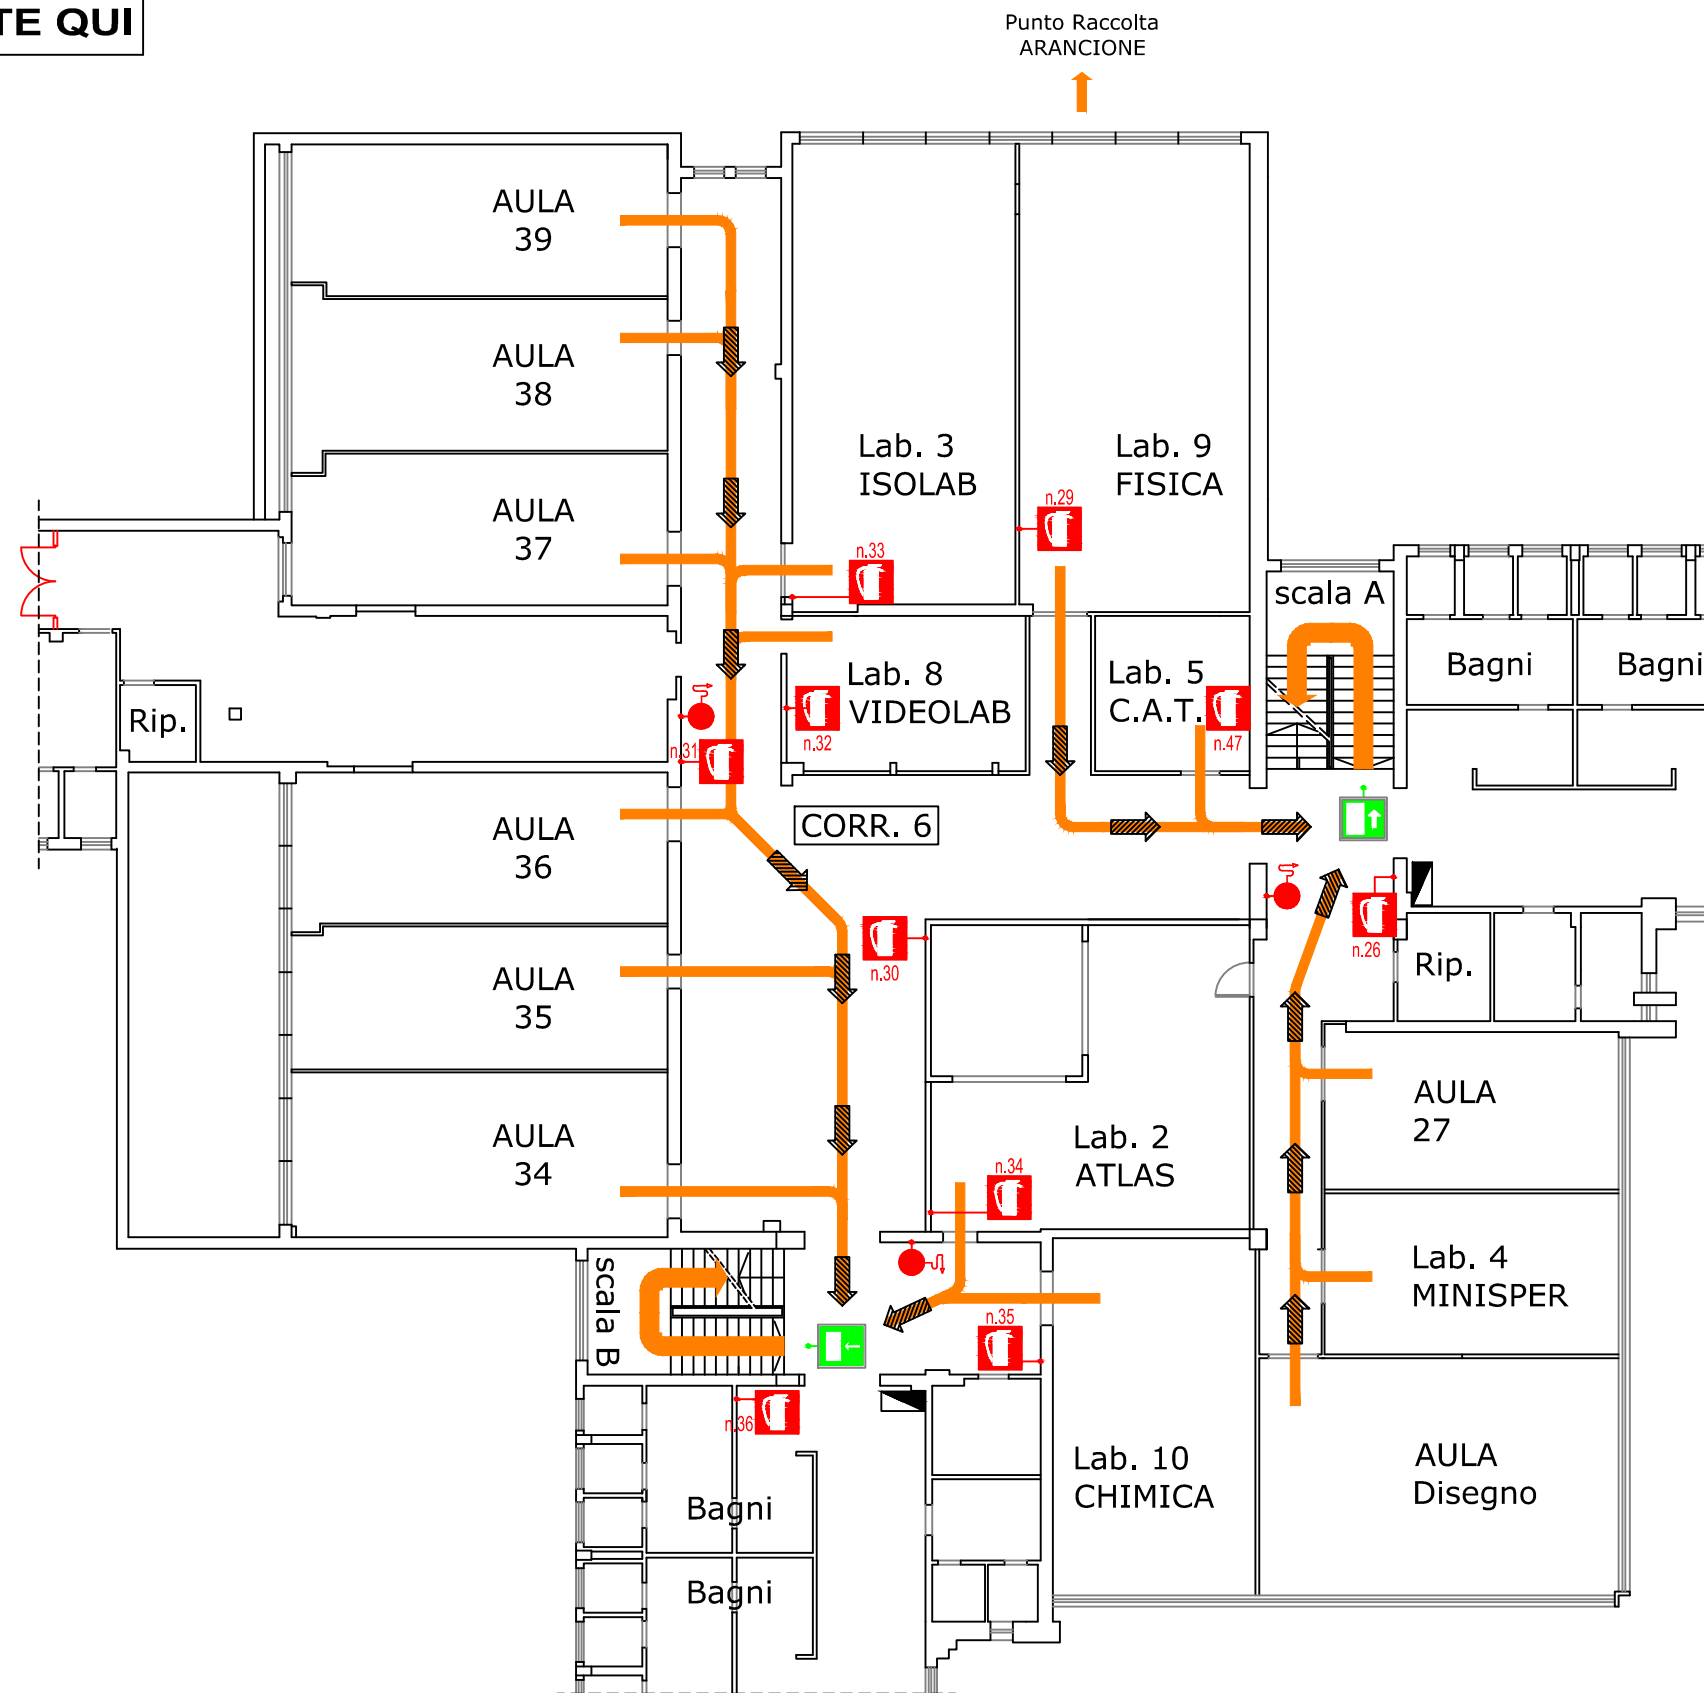 TE QUI
Punto Raccolta
ARANCIONE
AULA
39
AULA
38
AULA
37
Lab. 3
ISOLAB
Lab. 9
FISICA
n.29
n.33
scala A
Bagni
Bagni
Lab. 8
VIDEOLAB
n.32
Lab. 5
C.A.T.
n.47
Rip.
n.31
CORR. 6
AULA
36
AULA
35
AULA
34
n.30
n.26
Rip.
AULA
27
Lab. 2
ATLAS
n.34
Lab. 4
MINISPER
scala B
n.35
n.36
Lab. 10
CHIMICA
AULA
Disegno
Bagni
Bagni